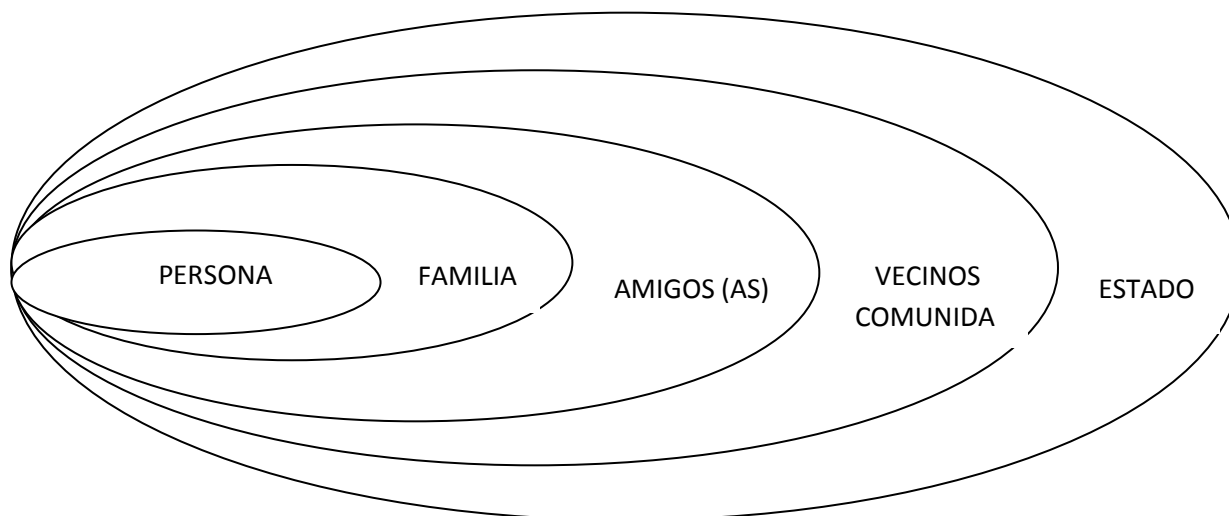 PERSONA
FAMILIA
AMIGOS (AS)
VECINOS
COMUNIDA
ESTADO